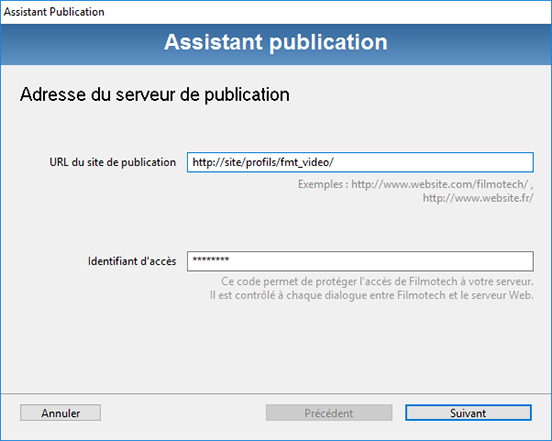 Assistant Publication
Assistant publication
Adresse du serveur de publication
URL du site de publication
http://site/profils/fmt_video/
Exemples : http://www.website.com/filmotech/ ,
http://www.website.fr/
Identifiant d'accès
********
Ce code permet de protéger l'accès de Filmotech à votre serveur.
Il est contrôlé à chaque dialogue entre Filmotech et le serveur Web.
Annuler
Précédent
Suivant